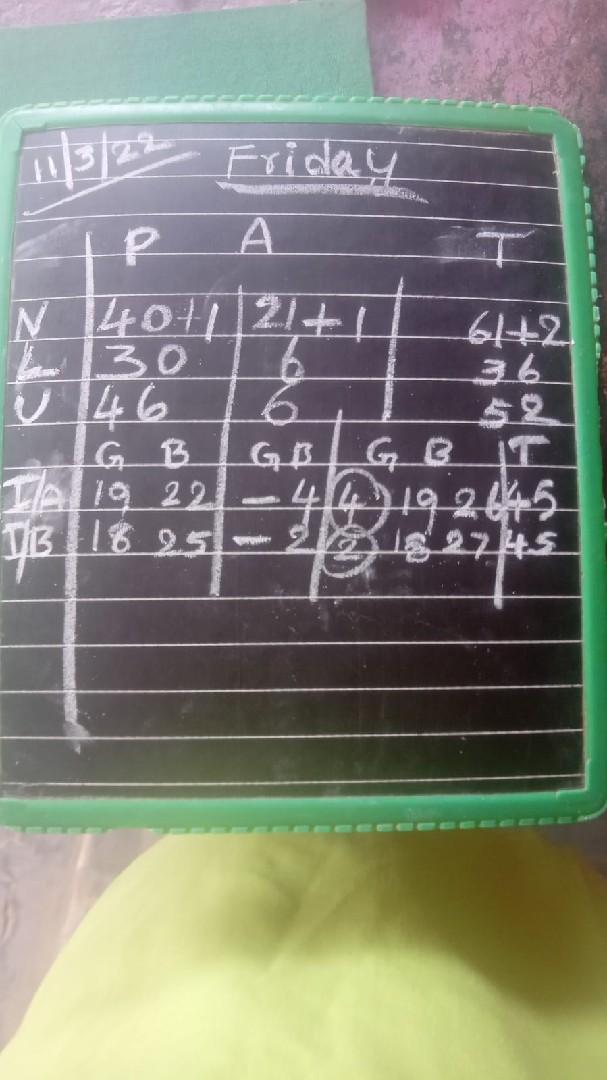 11/3/22 Friday
P A T
N 40+1 21+1 61+2
L 30 6 36
U 46 6 52
G B G B G B T
I/A 19 22 - 4 4 19 26 45
I/B 18 25 - 2 2 18 27 45